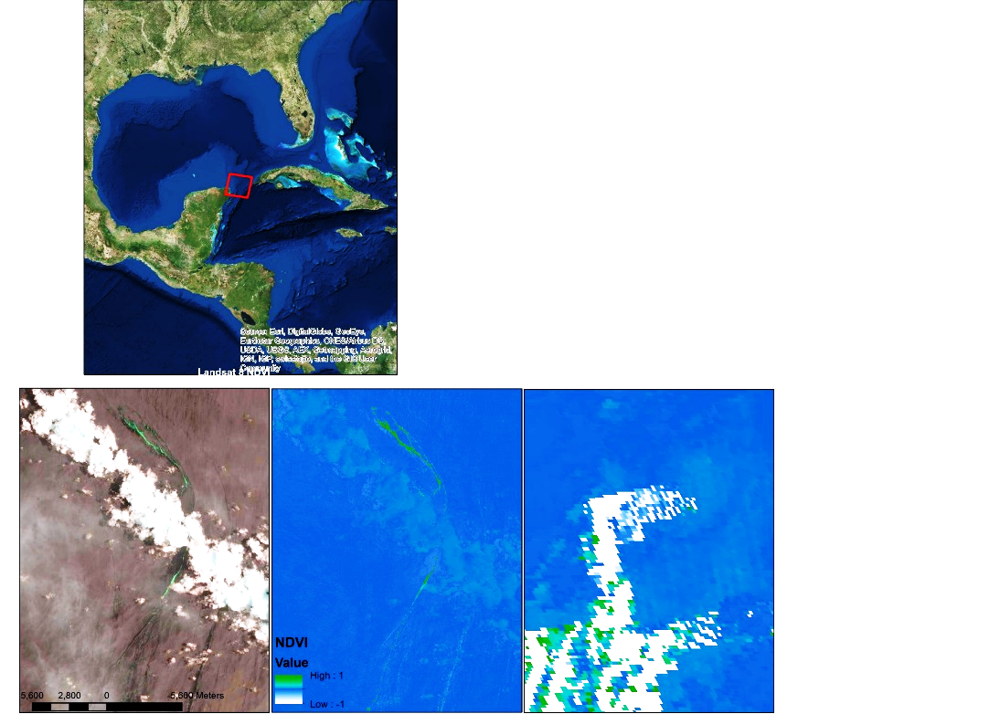 Source: Esri, DigitalGlobe, GeoEye,
Earthstar Geographics, CNES/Airbus DS,
USDA, USGS, AEX, Getmapping, Aerogrid,
IGN, IGP, swisstopo, and the GIS User
Community
Landsat 8 NDVI
NDVI
Value
High : 1
Low : -1
5,600 2,800 0 5,600 Meters